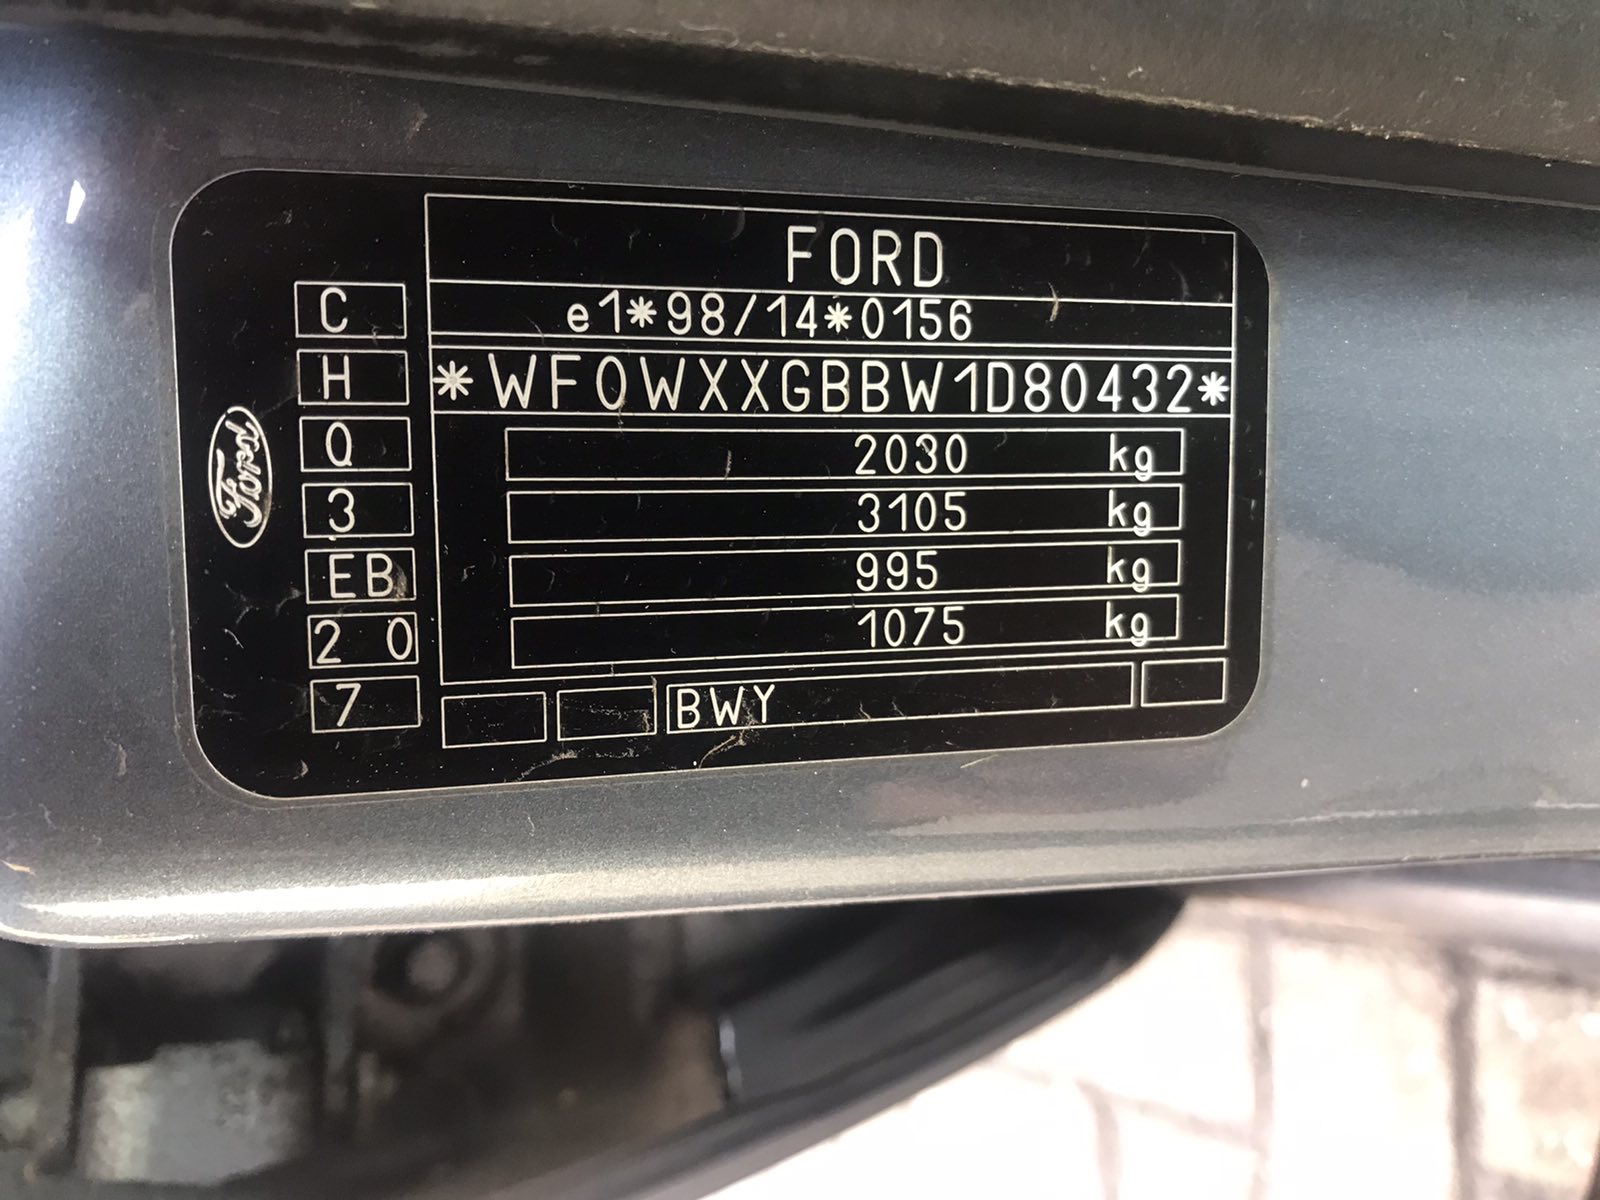 FORD
e1*98/14*0156
*WF0WXXGBBW1D80432*
2030 kg
3105 kg
995 kg
1075 kg
BWY
C
H
Q
3
EB
2 0
7
Ford